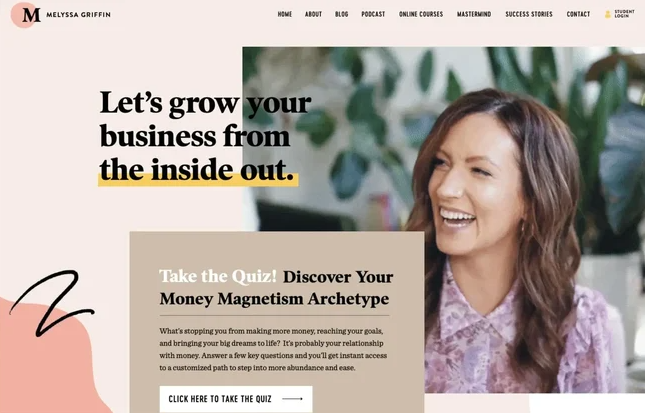 M MELYSSA GRIFFIN
HOME ABOUT BLOG PODCAST ONLINE COURSES MASTERMIND SUCCESS STORIES CONTACT STUDENT LOGIN
Let's grow your
business from
the inside out.
Take the Quiz! Discover Your
Money Magnetism Archetype
What's stopping you from making more money, reaching your goals,
and bringing your big dreams to life? It's probably your relationship
with money. Answer a few key questions and you'll get instant access
to a customized path to step into more abundance and ease.
CLICK HERE TO TAKE THE QUIZ